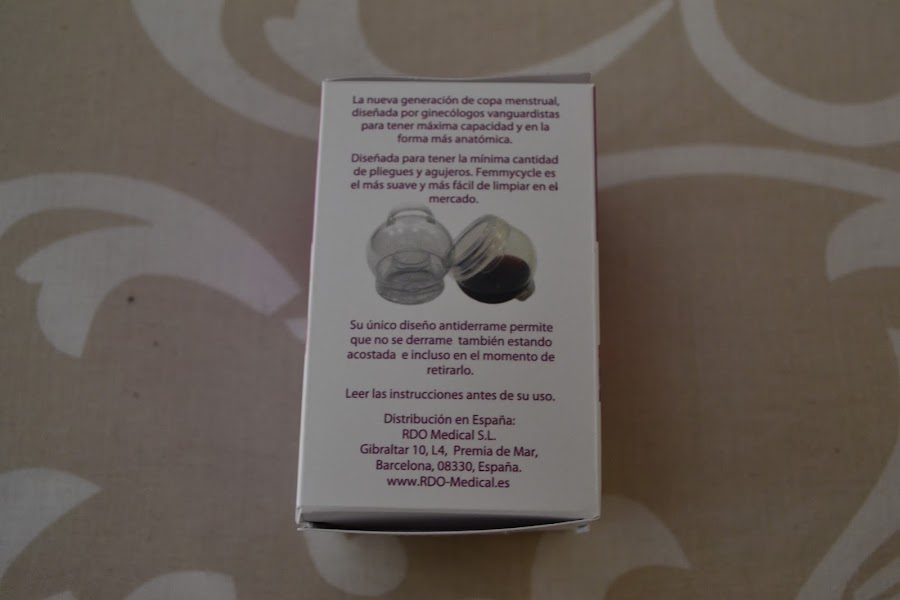 La nueva generación de copa menstrual,
diseñada por ginecólogos vanguardistas
para tener máxima capacidad y en la
forma más anatómica.
Diseñada para tener la mínima cantidad
de pliegues y agujeros. Femmycycle es
el más suave y más fácil de limpiar en el
mercado.
Su único diseño antiderrame permite
que no se derrame también estando
acostada e incluso en el momento de
retirarlo.
Leer las instrucciones antes de su uso.
Distribución en España:
RDO Medical S.L.
Gibraltar 10, L4, Premia de Mar,
Barcelona, 08330, España.
www.RDO-Medical.es